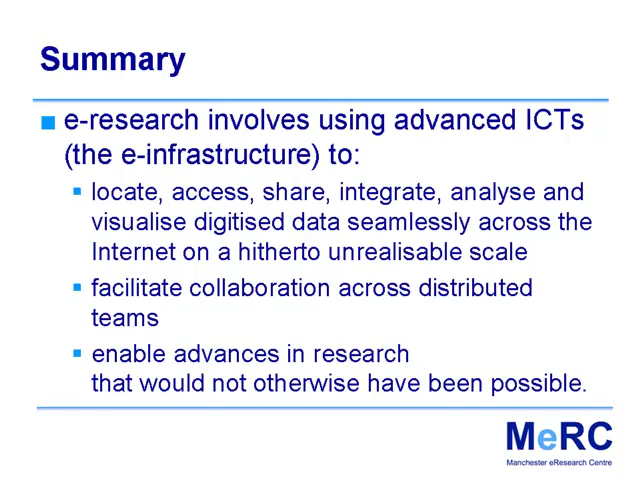 Summary
e-research involves using advanced ICTs
(the e-infrastructure) to:
locate, access, share, integrate, analyse and
visualise digitised data seamlessly across the
Internet on a hitherto unrealisable scale
facilitate collaboration across distributed
teams
enable advances in research
that would not otherwise have been possible.
MeRC
Manchester eResearch Centre